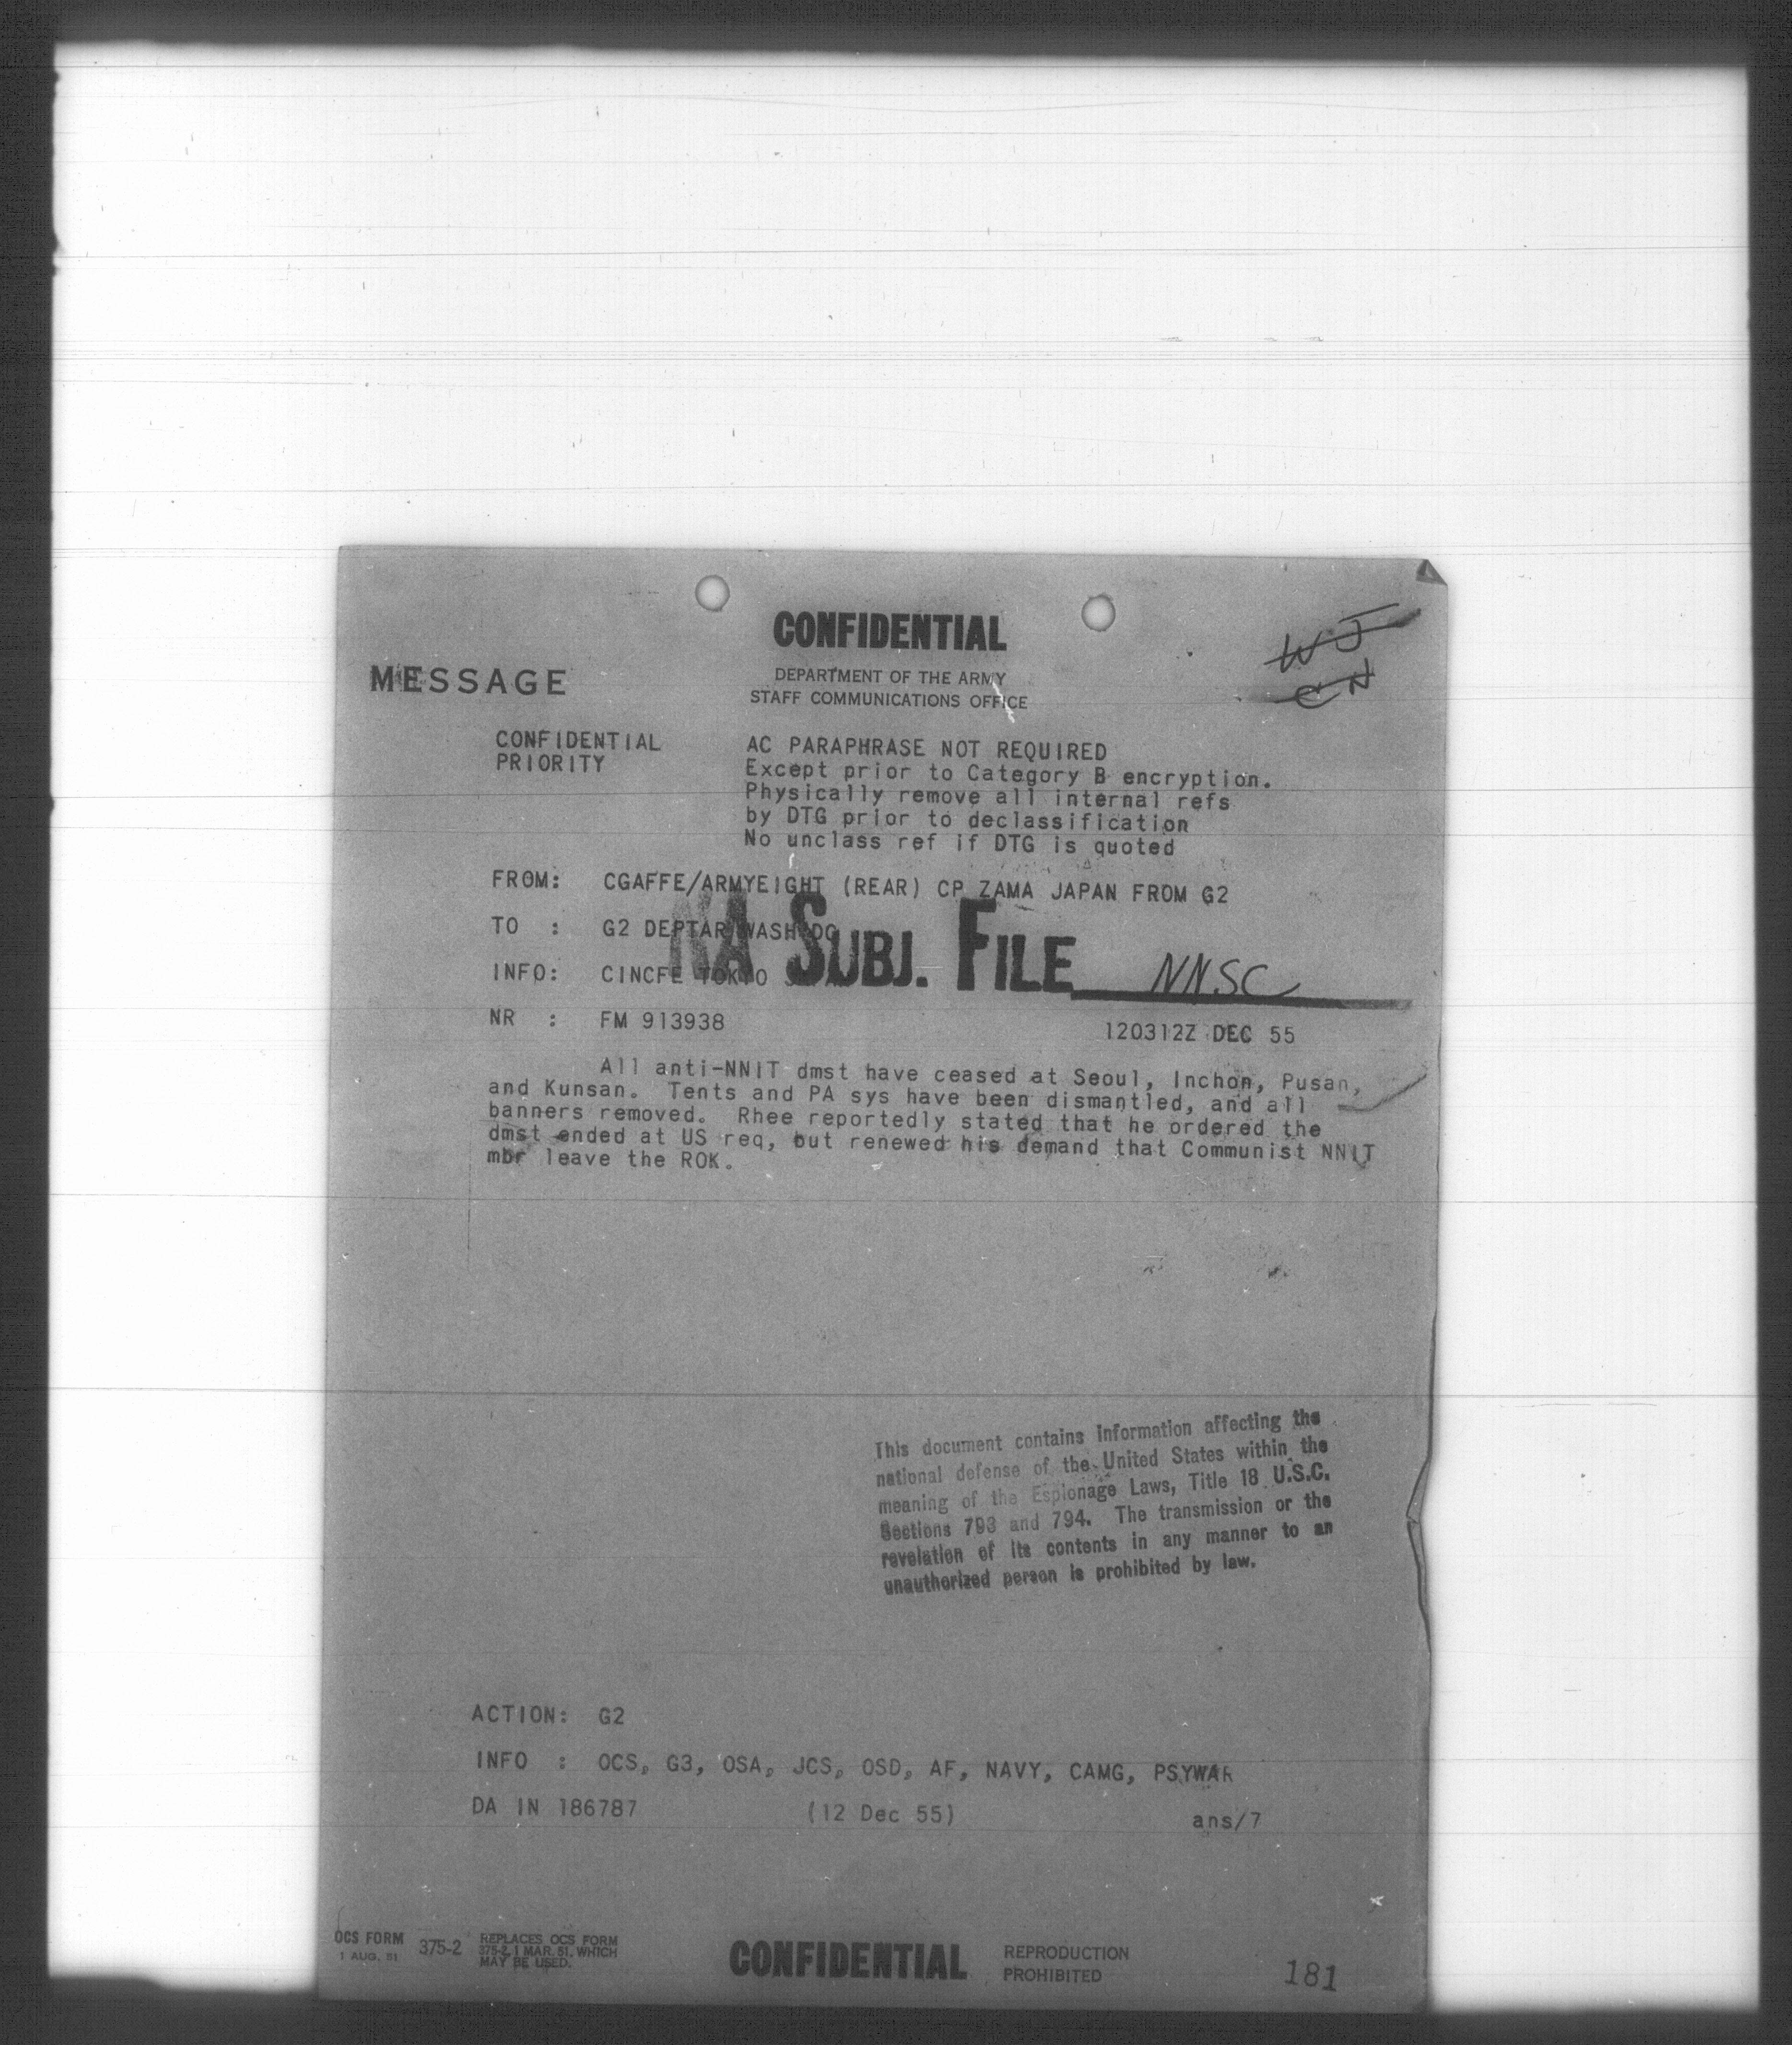 CONFIDENTIAL
MESSAGE
DEPARTMENT OF THE ARMY
STAFF COMMUNICATIONS OFFICE
WJ
CN
CONFIDENTIAL
PRIORITY
AC PARAPHRASE NOT REQUIRED
Except prior to Category B encryption.
Physically remove all internal refs
by DTG prior to declassification
No unclass ref if DTG is quoted
FROM: CGAFFE/ARMYEIGHT (REAR) CP ZAMA JAPAN FROM G2
TO : G2 DEPTAR WASH DC
NA SUBJ. FILE NNSC
INFO: CINCFE TOKYO
NR : FM 913938 120312Z DEC 55
All anti-NNIT dmst have ceased at Seoul, Inchon, Pusan,
and Kunsan. Tents and PA sys have been dismantled, and all
banners removed. Rhee reportedly stated that he ordered the
dmst ended at US req, but renewed his demand that Communist NNIT
mbr leave the ROK.
This document contains information affecting the
national defense of the United States within the
meaning of the Espionage Laws, Title 18 U.S.C.
Sections 793 and 794. The transmission or the
revelation of its contents in any manner to an
unauthorized person is prohibited by law.
ACTION: G2
INFO : OCS, G3, OSA, JCS, OSD, AF, NAVY, CAMG, PSYWAR
DA IN 186787 (12 Dec 55) ans/7
OCS FORM
1 AUG. 51
375-2
REPLACES OCS FORM
375-2, 1 MAR. 51, WHICH
MAY BE USED.
CONFIDENTIAL
REPRODUCTION
PROHIBITED
181